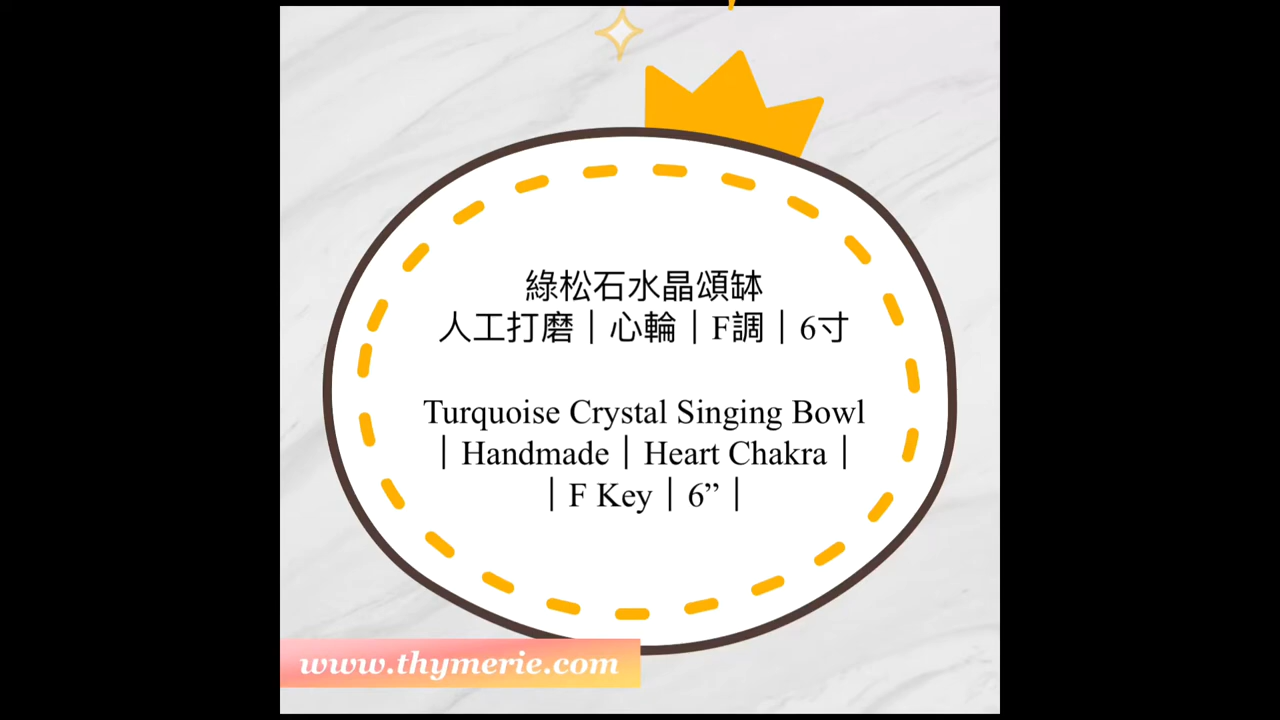 綠松石水晶頌缽
人工打磨｜心輪｜F調｜6寸
Turquoise Crystal Singing Bowl
｜Handmade｜Heart Chakra｜
｜F Key｜6”｜
www.thymerie.com